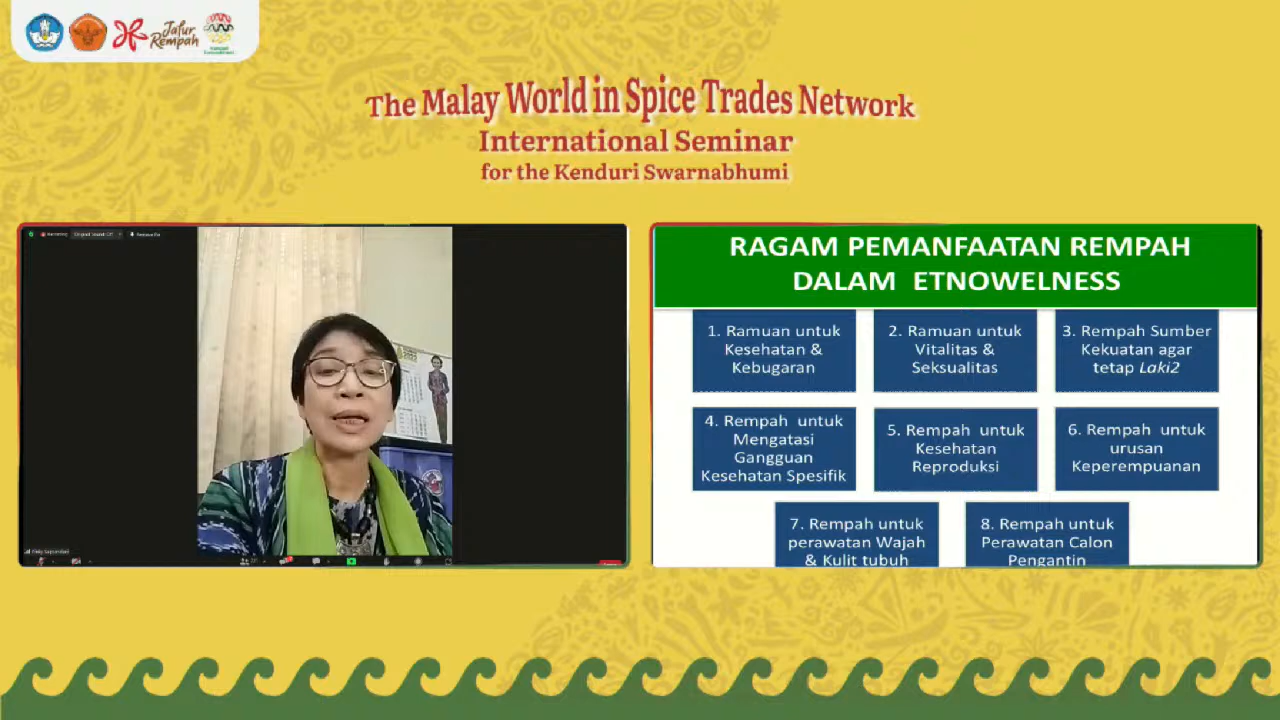 Jalur
Rempah
The Malay World in Spice Trades Network
International Seminar
for the Kenduri Swarnabhumi
RAGAM PEMANFAATAN REMPAH
DALAM ETNOWELNESS
1. Ramuan untuk
Kesehatan &
Kebugaran
2. Ramuan untuk
Vitalitas &
Seksualitas
3. Rempah Sumber
Kekuatan agar
tetap Laki2
4. Rempah untuk
Mengatasi
Gangguan
Kesehatan Spesifik
5. Rempah untuk
Kesehatan
Reproduksi
6. Rempah untuk
urusan
Keperempuanan
7. Rempah untuk
perawatan Wajah
& Kulit tubuh
8. Rempah untuk
Perawatan Calon
Pengantin